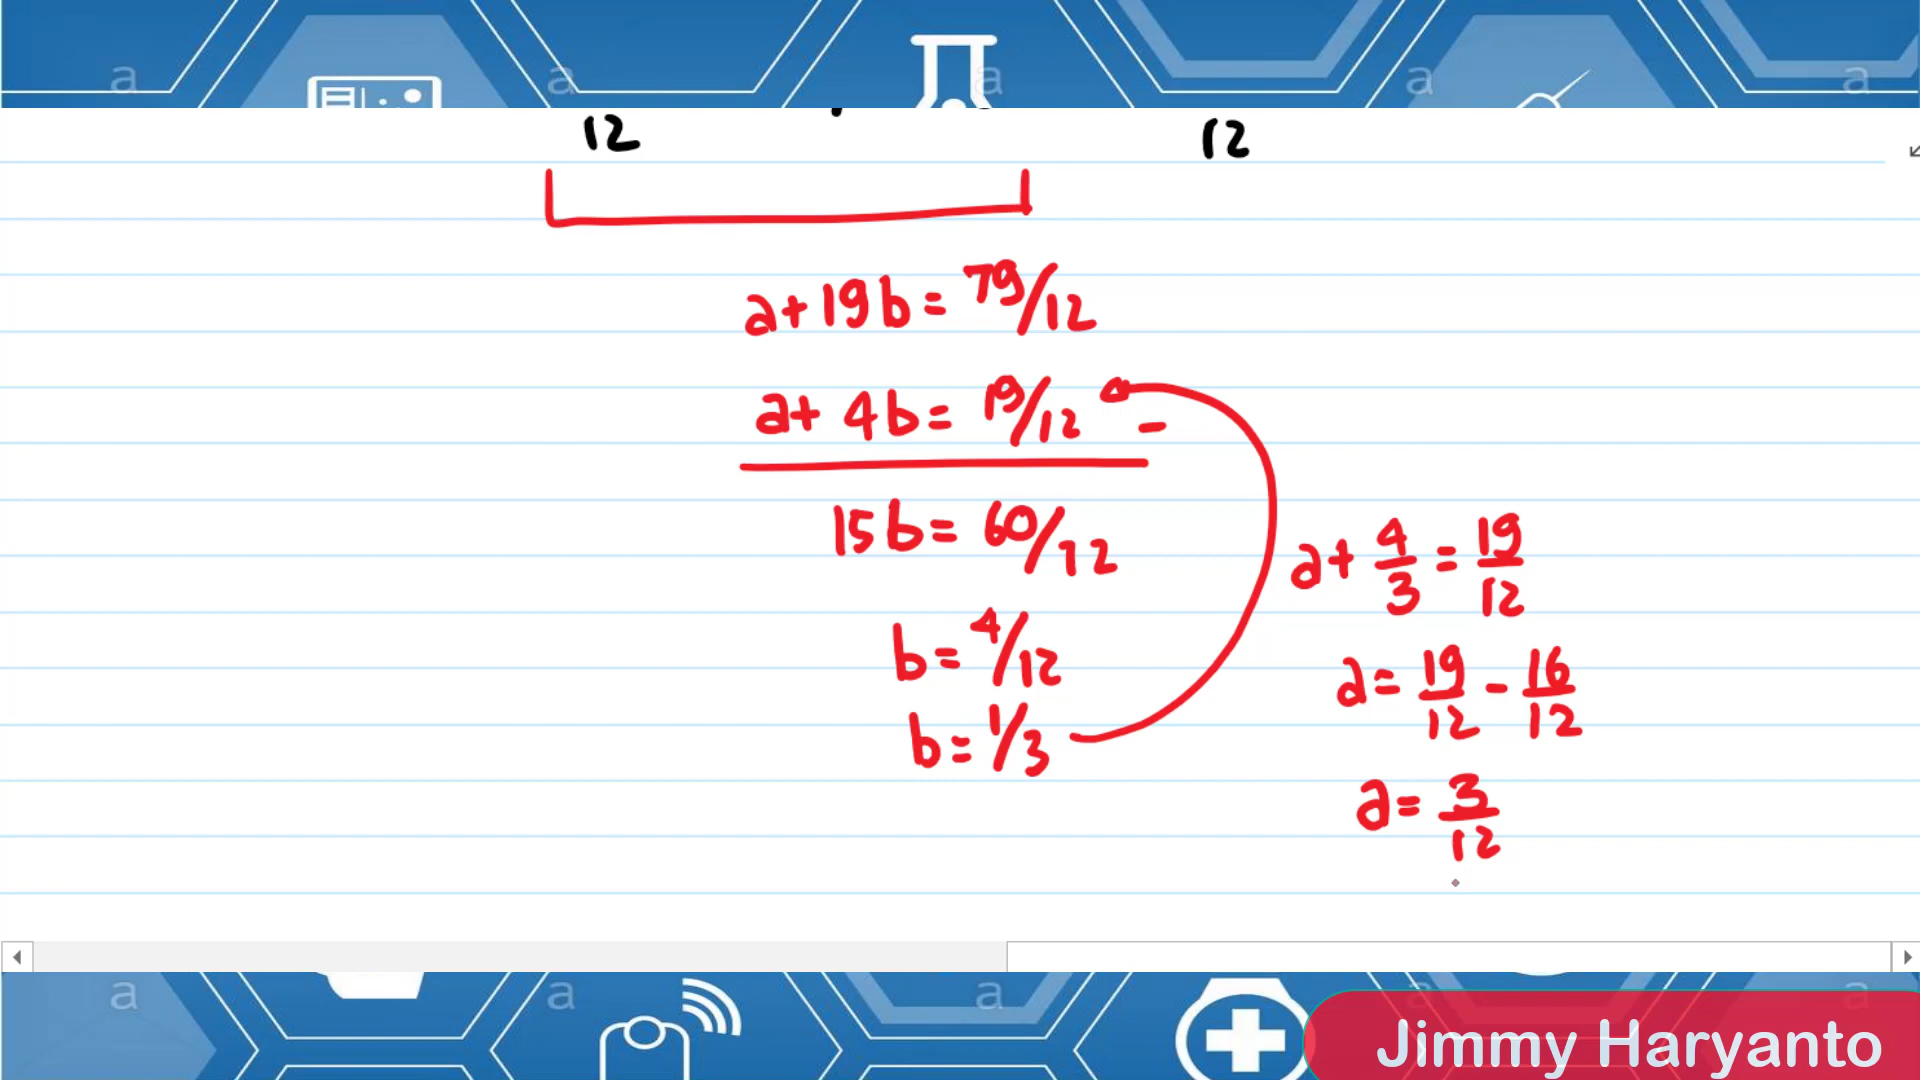 a a a a a
12 12
a+19b=79/12
a+4b=19/12 -
15b=60/12
b=4/12
b=1/3
a+4/3=19/12
a=19/12-16/12
a=3/12
a a a a a
Jimmy Haryanto